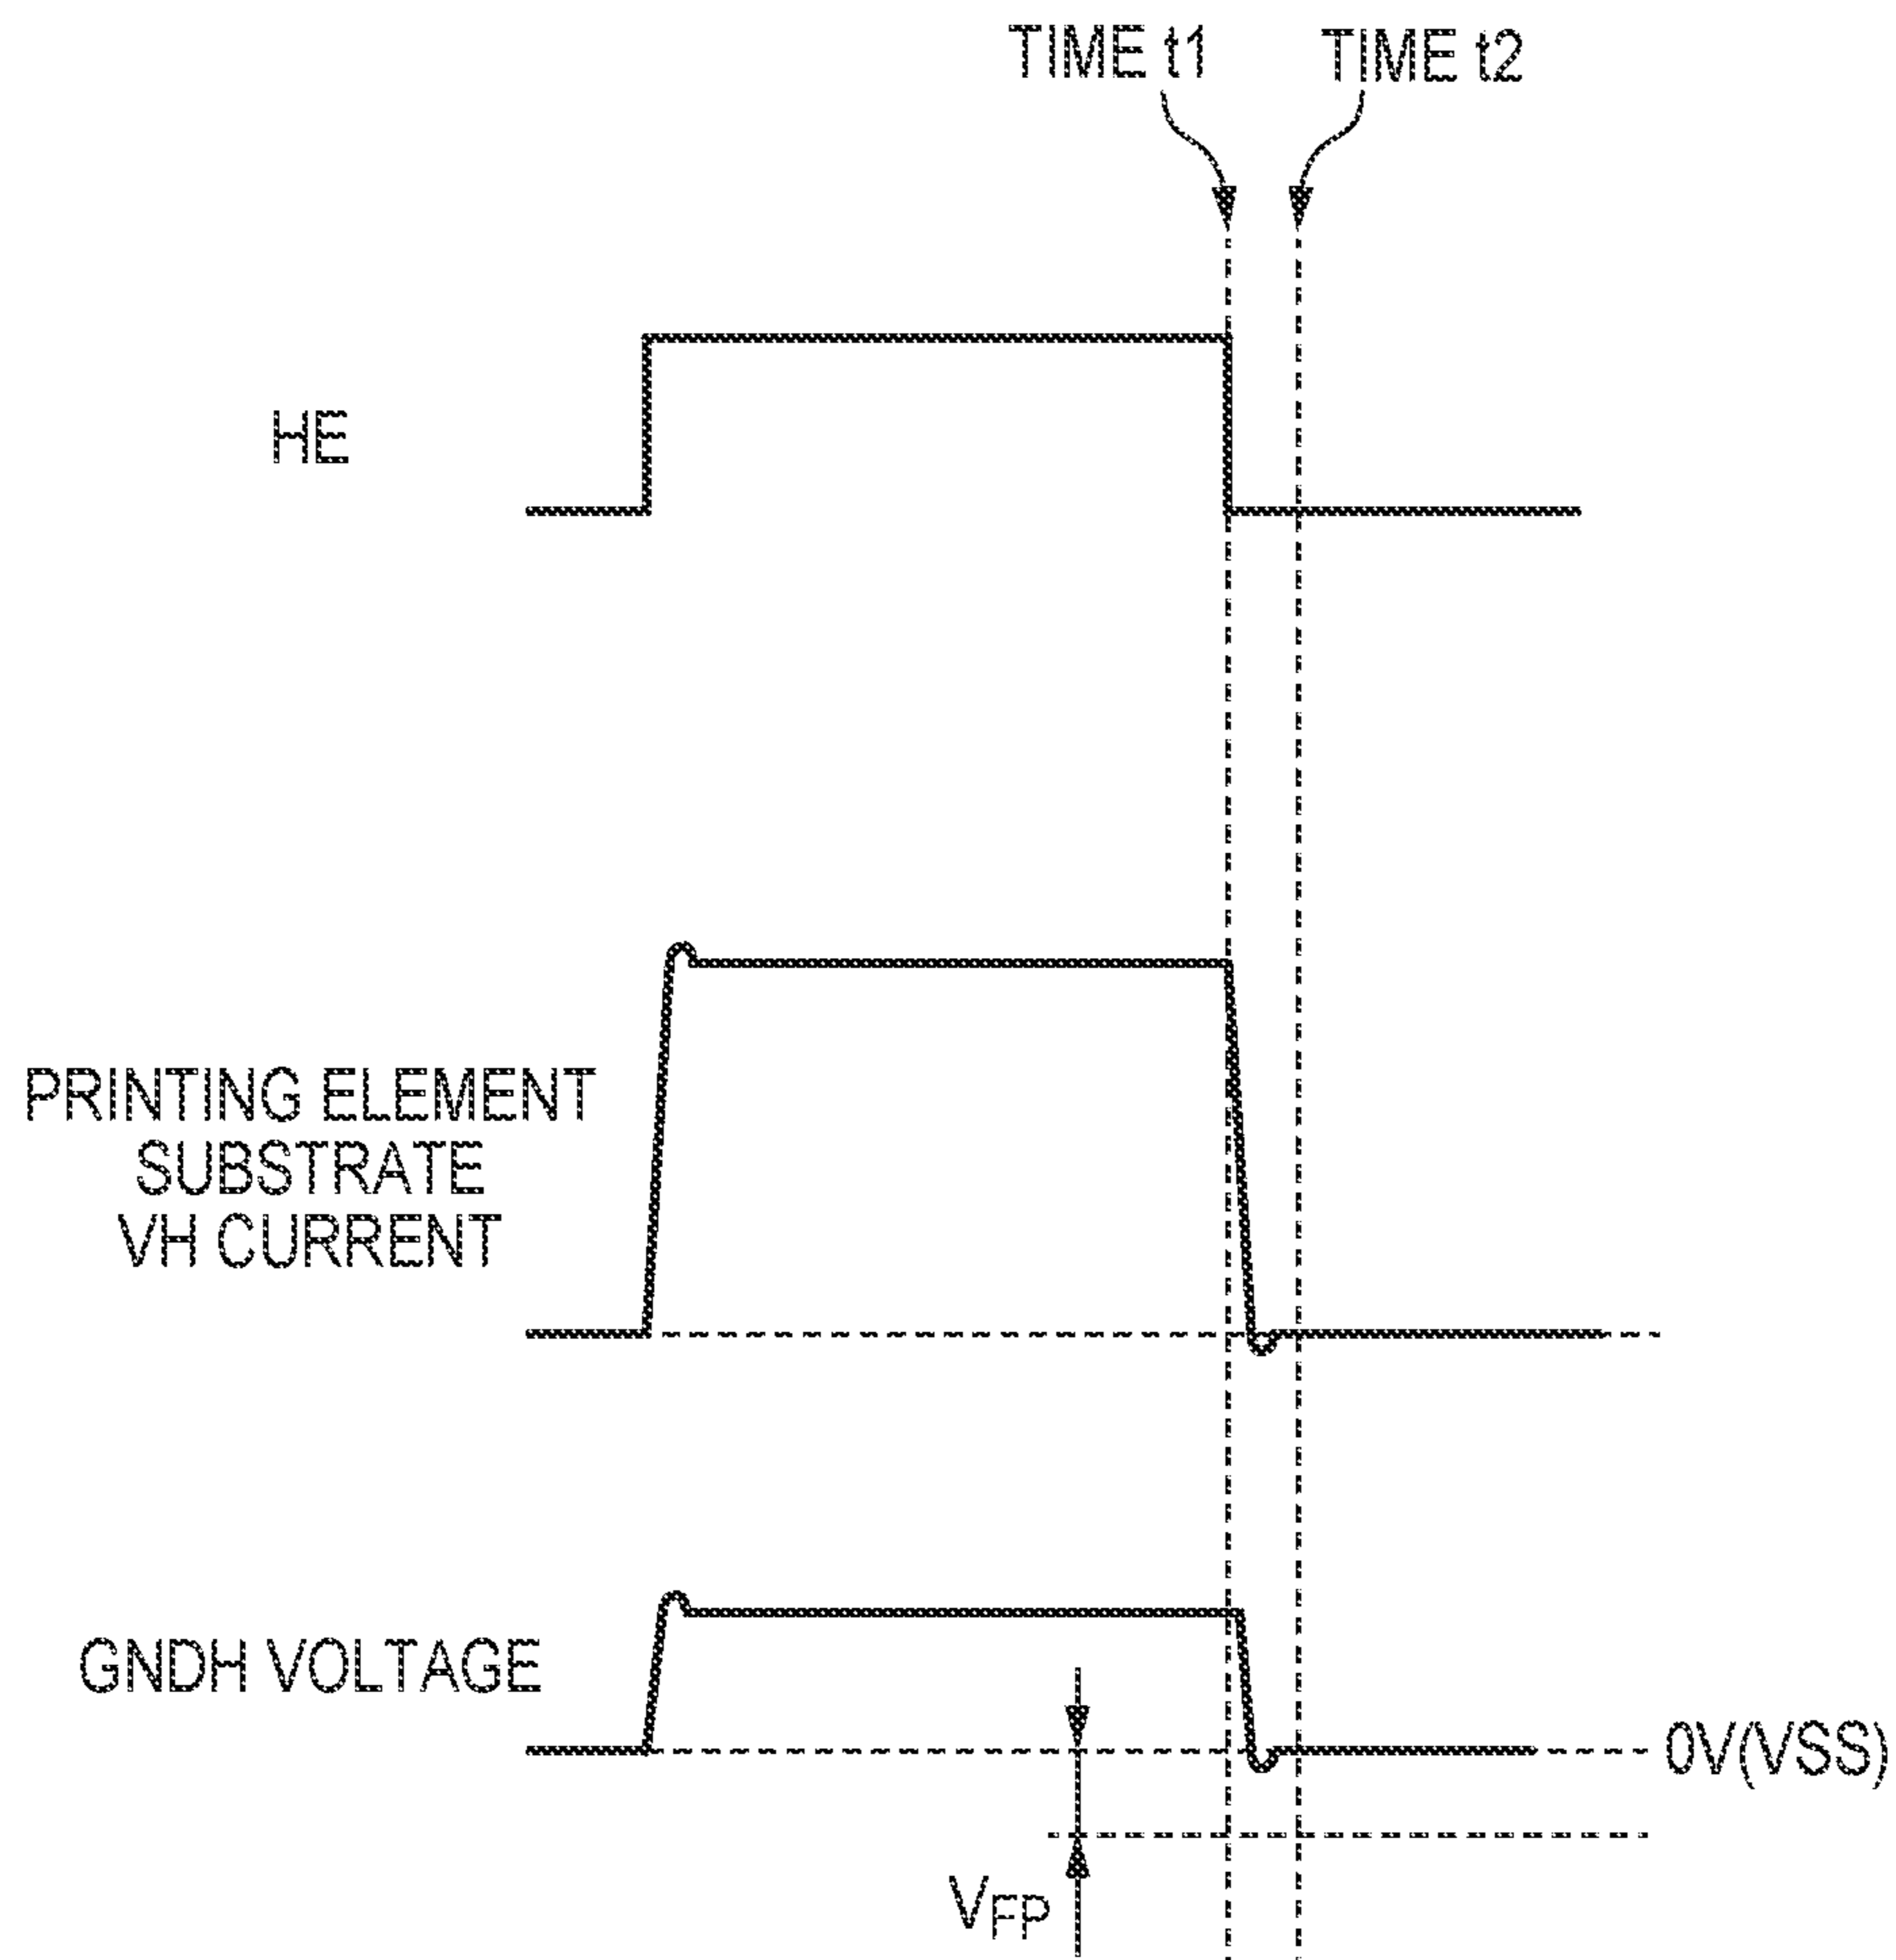 TIME t1
TIME t2
HE
PRINTING ELEMENT
SUBSTRATE
VH CURRENT
GNDH VOLTAGE
0V(VSS)
VFP